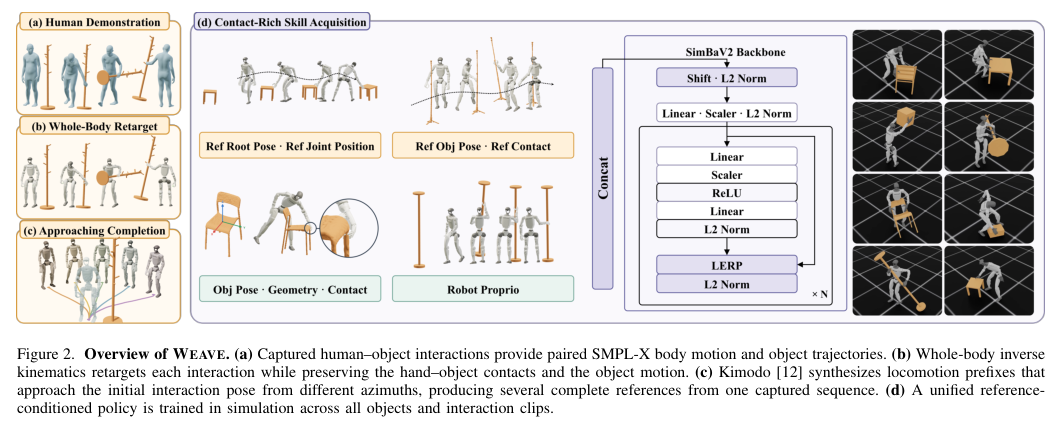 (a) Human Demonstration
(b) Whole-Body Retarget
(c) Approaching Completion
(d) Contact-Rich Skill Acquisition
Ref Root Pose · Ref Joint Position
Ref Obj Pose · Ref Contact
Obj Pose · Geometry · Contact
Robot Proprio
Concat
SimBaV2 Backbone
Shift · L2 Norm
Linear · Scaler · L2 Norm
Linear
Scaler
ReLU
Linear
L2 Norm
LERP
L2 Norm
× N
Figure 2. Overview of WEAVE. (a) Captured human–object interactions provide paired SMPL-X body motion and object trajectories. (b) Whole-body inverse
kinematics retargets each interaction while preserving the hand–object contacts and the object motion. (c) Kimodo [12] synthesizes locomotion prefixes that
approach the initial interaction pose from different azimuths, producing several complete references from one captured sequence. (d) A unified reference-
conditioned policy is trained in simulation across all objects and interaction clips.